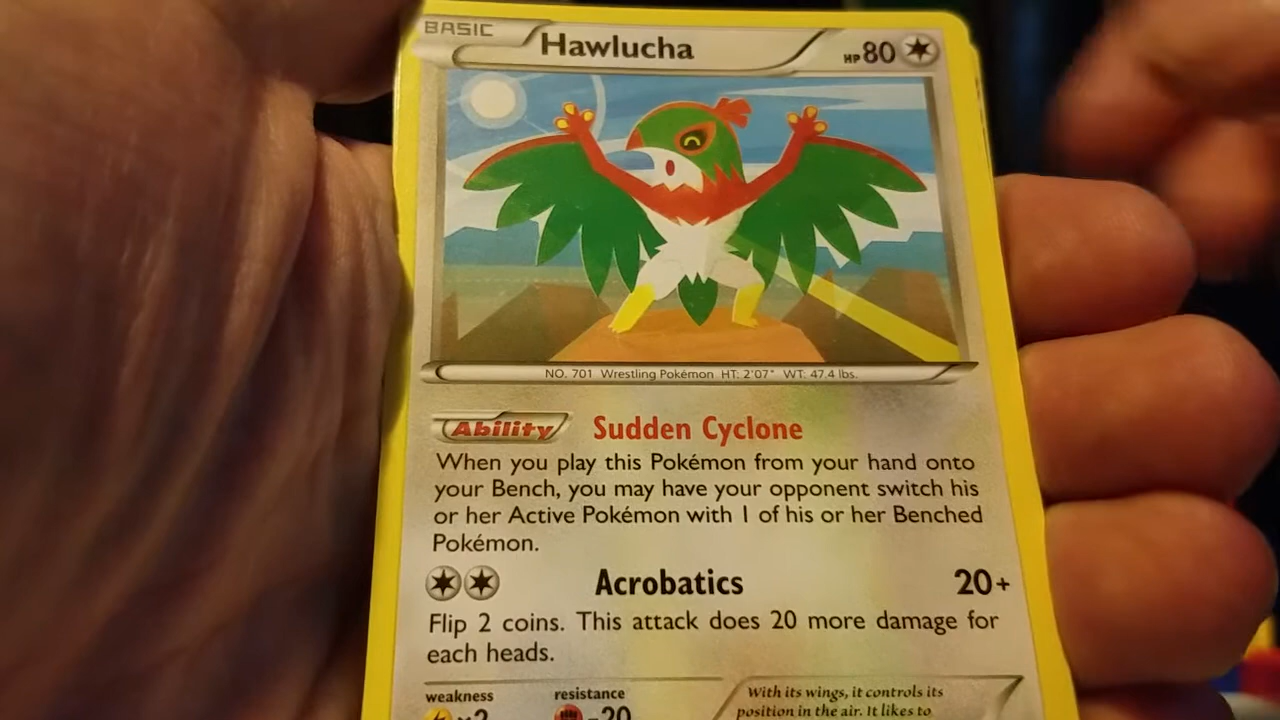 BASIC Hawlucha HP80
NO. 701 Wrestling Pokémon HT: 2'07" WT: 47.4 lbs.
Ability Sudden Cyclone
When you play this Pokémon from your hand onto
your Bench, you may have your opponent switch his
or her Active Pokémon with 1 of his or her Benched
Pokémon.
Acrobatics 20+
Flip 2 coins. This attack does 20 more damage for
each heads.
weakness resistance
×2 -20
With its wings, it controls its
position in the air. It likes to